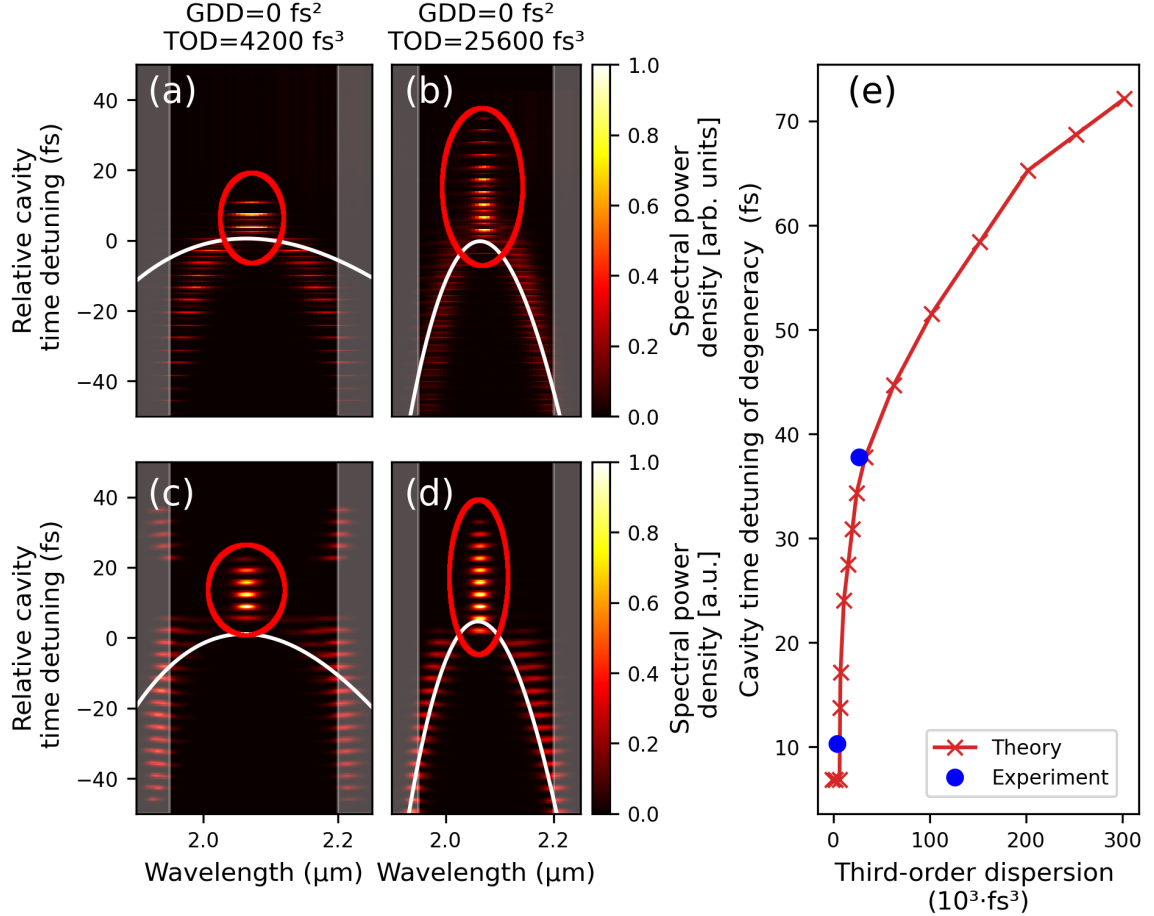 GDD=0 fs²
TOD=4200 fs³
GDD=0 fs²
TOD=25600 fs³
(a)
(b)
40
20
0
−20
−40
Relative cavity
time detuning (fs)
1.0
0.8
0.6
0.4
0.2
0.0
Spectral power
density [arb. units]
(c)
(d)
40
20
0
−20
−40
Relative cavity
time detuning (fs)
2.0
2.2
Wavelength (μm)
2.0
2.2
Wavelength (μm)
1.0
0.8
0.6
0.4
0.2
0.0
Spectral power
density [a.u.]
(e)
70
60
50
40
30
20
10
Cavity time detuning of degeneracy (fs)
Theory
Experiment
0
100
200
300
Third-order dispersion
(10³·fs³)